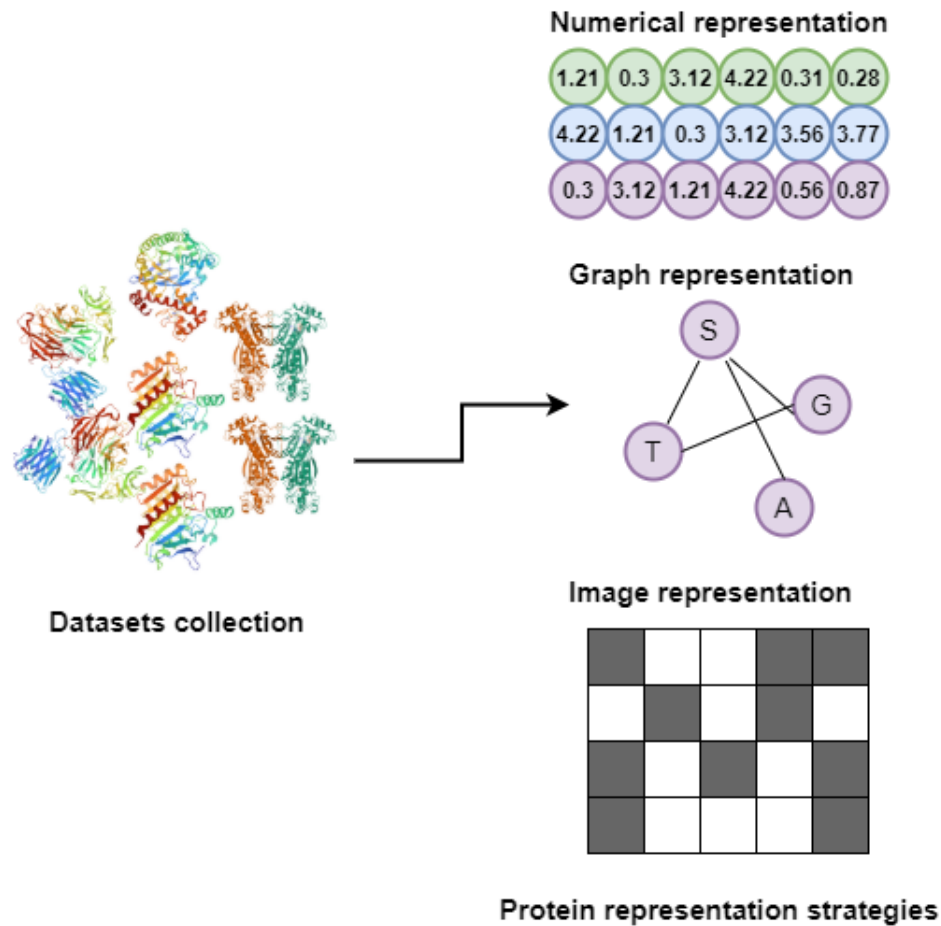 Numerical representation
1.21 0.3 3.12 4.22 0.31 0.28
4.22 1.21 0.3 3.12 3.56 3.77
0.3 3.12 1.21 4.22 0.56 0.87
Graph representation
S
G
T
A
Image representation
Datasets collection
Protein representation strategies